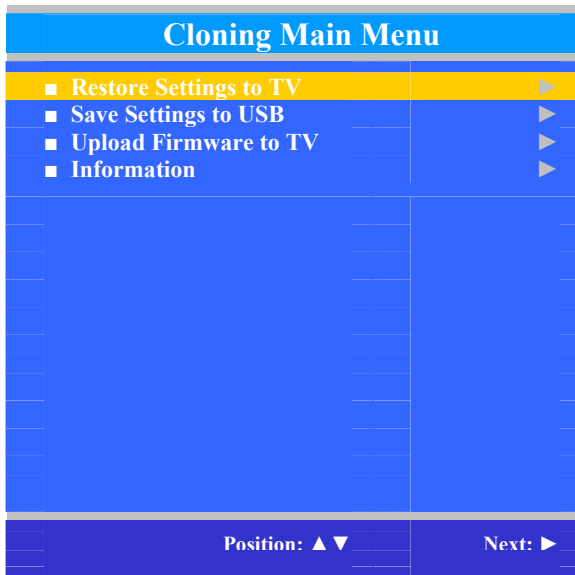 Cloning Main Menu
■ Restore Settings to TV ►
■ Save Settings to USB ►
■ Upload Firmware to TV ►
■ Information ►
Position: ▲▼ Next: ►